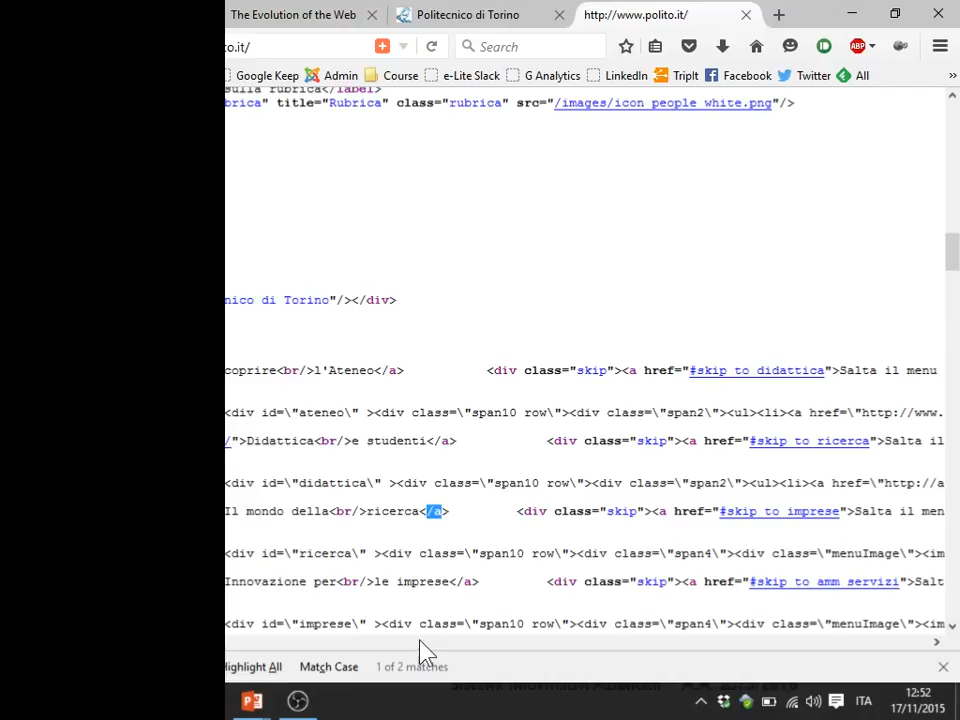 The Evolution of the Web
Politecnico di Torino
http://www.polito.it/
to.it/
Search
Google Keep Admin Course e-Lite Slack G Analytics LinkedIn TripIt Facebook Twitter All »
sulla rubrica</label>
brica" title="Rubrica" class="rubrica" src="/images/icon_people_white.png"/>
nico di Torino"/></div>
coprire<br/>l'Ateneo</a> <div class="skip"><a href="#skip_to_didattica">Salta il menu
<div id=\"ateneo\" ><div class=\"span10 row\"><div class=\"span2\"><ul><li><a href=\"http://www.
/">Didattica<br/>e studenti</a> <div class="skip"><a href="#skip_to_ricerca">Salta il
<div id=\"didattica\" ><div class=\"span10 row\"><div class=\"span2\"><ul><li><a href=\"http://a
Il mondo della<br/>ricerca</a> <div class="skip"><a href="#skip_to_imprese">Salta il men
<div id=\"ricerca\" ><div class=\"span10 row\"><div class=\"span4\"><div class=\"menuImage\"><im
Innovazione per<br/>le imprese</a> <div class="skip"><a href="#skip_to_amm_servizi">Salt
<div id=\"imprese\" ><div class=\"span10 row\"><div class=\"span4\"><div class=\"menuImage\"><im
Highlight All Match Case 1 of 2 matches
ITA
12:52
17/11/2015